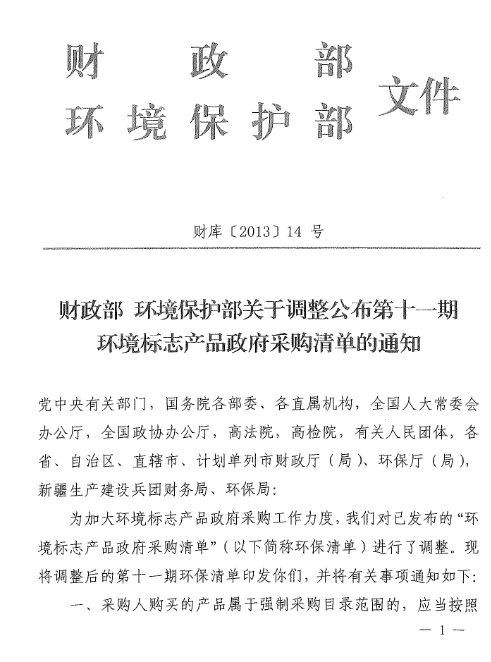 财政部
环境保护部 文件
财库〔2013〕14 号
财政部 环境保护部关于调整公布第十一期
环境标志产品政府采购清单的通知
党中央有关部门，国务院各部委、各直属机构，全国人大常委会
办公厅，全国政协办公厅，高法院，高检院，有关人民团体，各
省、自治区、直辖市、计划单列市财政厅（局）、环保厅（局），
新疆生产建设兵团财务局、环保局：
为加大环境标志产品政府采购工作力度，我们对已发布的“环
境标志产品政府采购清单”（以下简称环保清单）进行了调整。现
将调整后的第十一期环保清单印发你们，并将有关事项通知如下：
一、采购人购买的产品属于强制采购目录范围的，应当按照
— 1 —